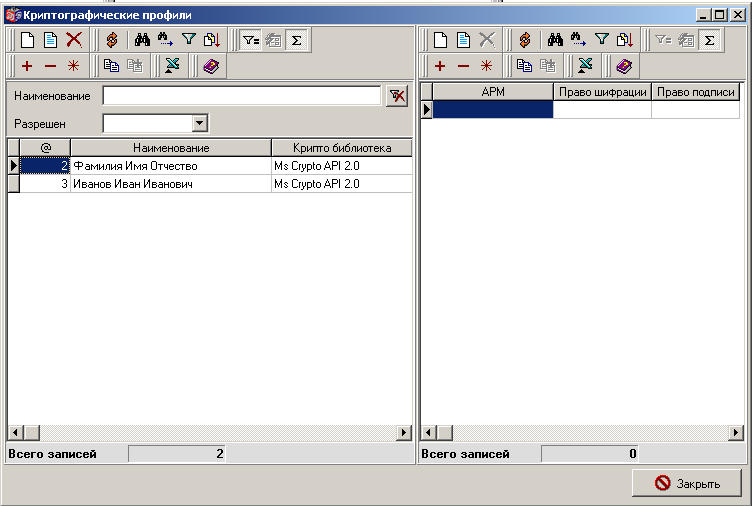 Криптографические профили
Наименование
Разрешен
@ Наименование Крипто библиотека
2 Фамилия Имя Отчество Ms Crypto API 2.0
3 Иванов Иван Иванович Ms Crypto API 2.0
Всего записей 2
АРМ Право шифрации Право подписи
Всего записей 0
Закрыть